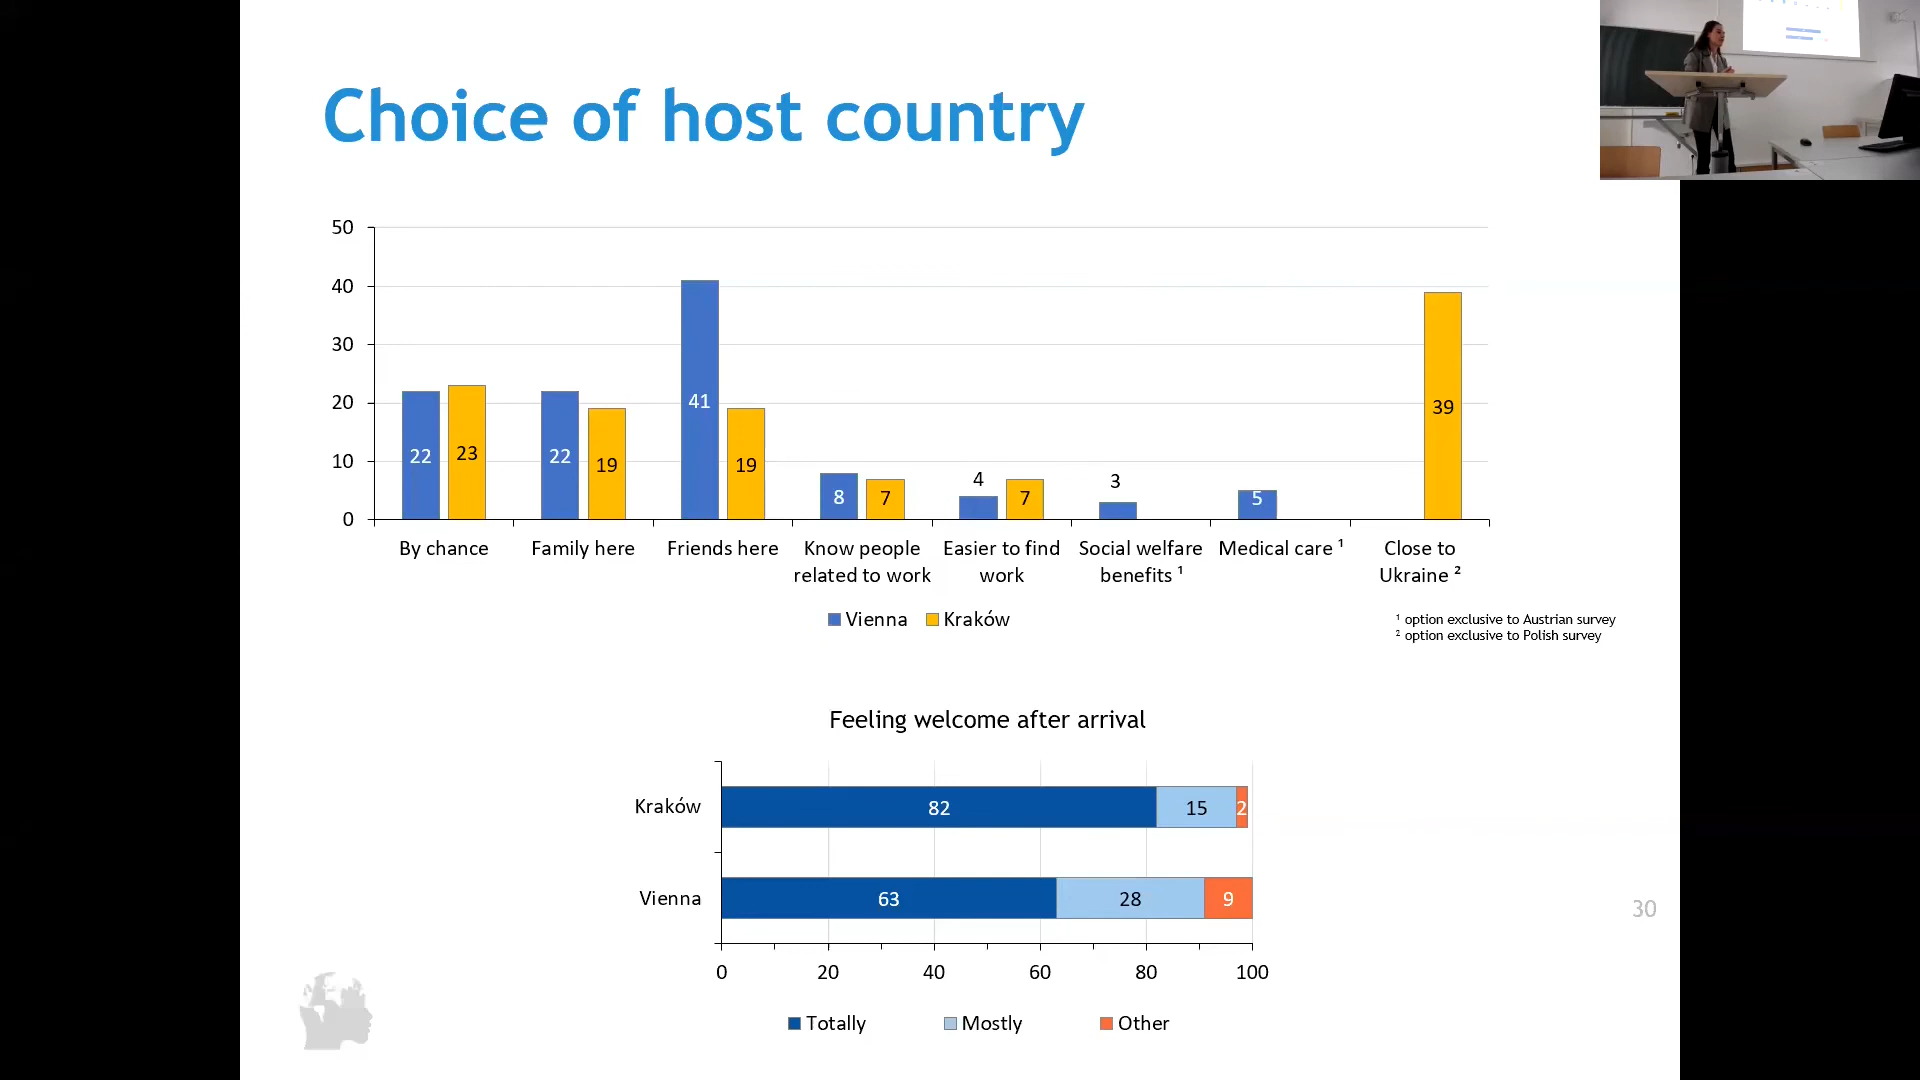 Choice of host country
50
40
30
20
10
0
22 23 22 19 41 19 8 7 4 7 3 5 39
By chance
Family here
Friends here
Know people
related to work
Easier to find
work
Social welfare
benefits ¹
Medical care ¹
Close to
Ukraine ²
Vienna Kraków
¹ option exclusive to Austrian survey
² option exclusive to Polish survey
Feeling welcome after arrival
Kraków 82 15 2
Vienna 63 28 9
0 20 40 60 80 100
Totally Mostly Other
30